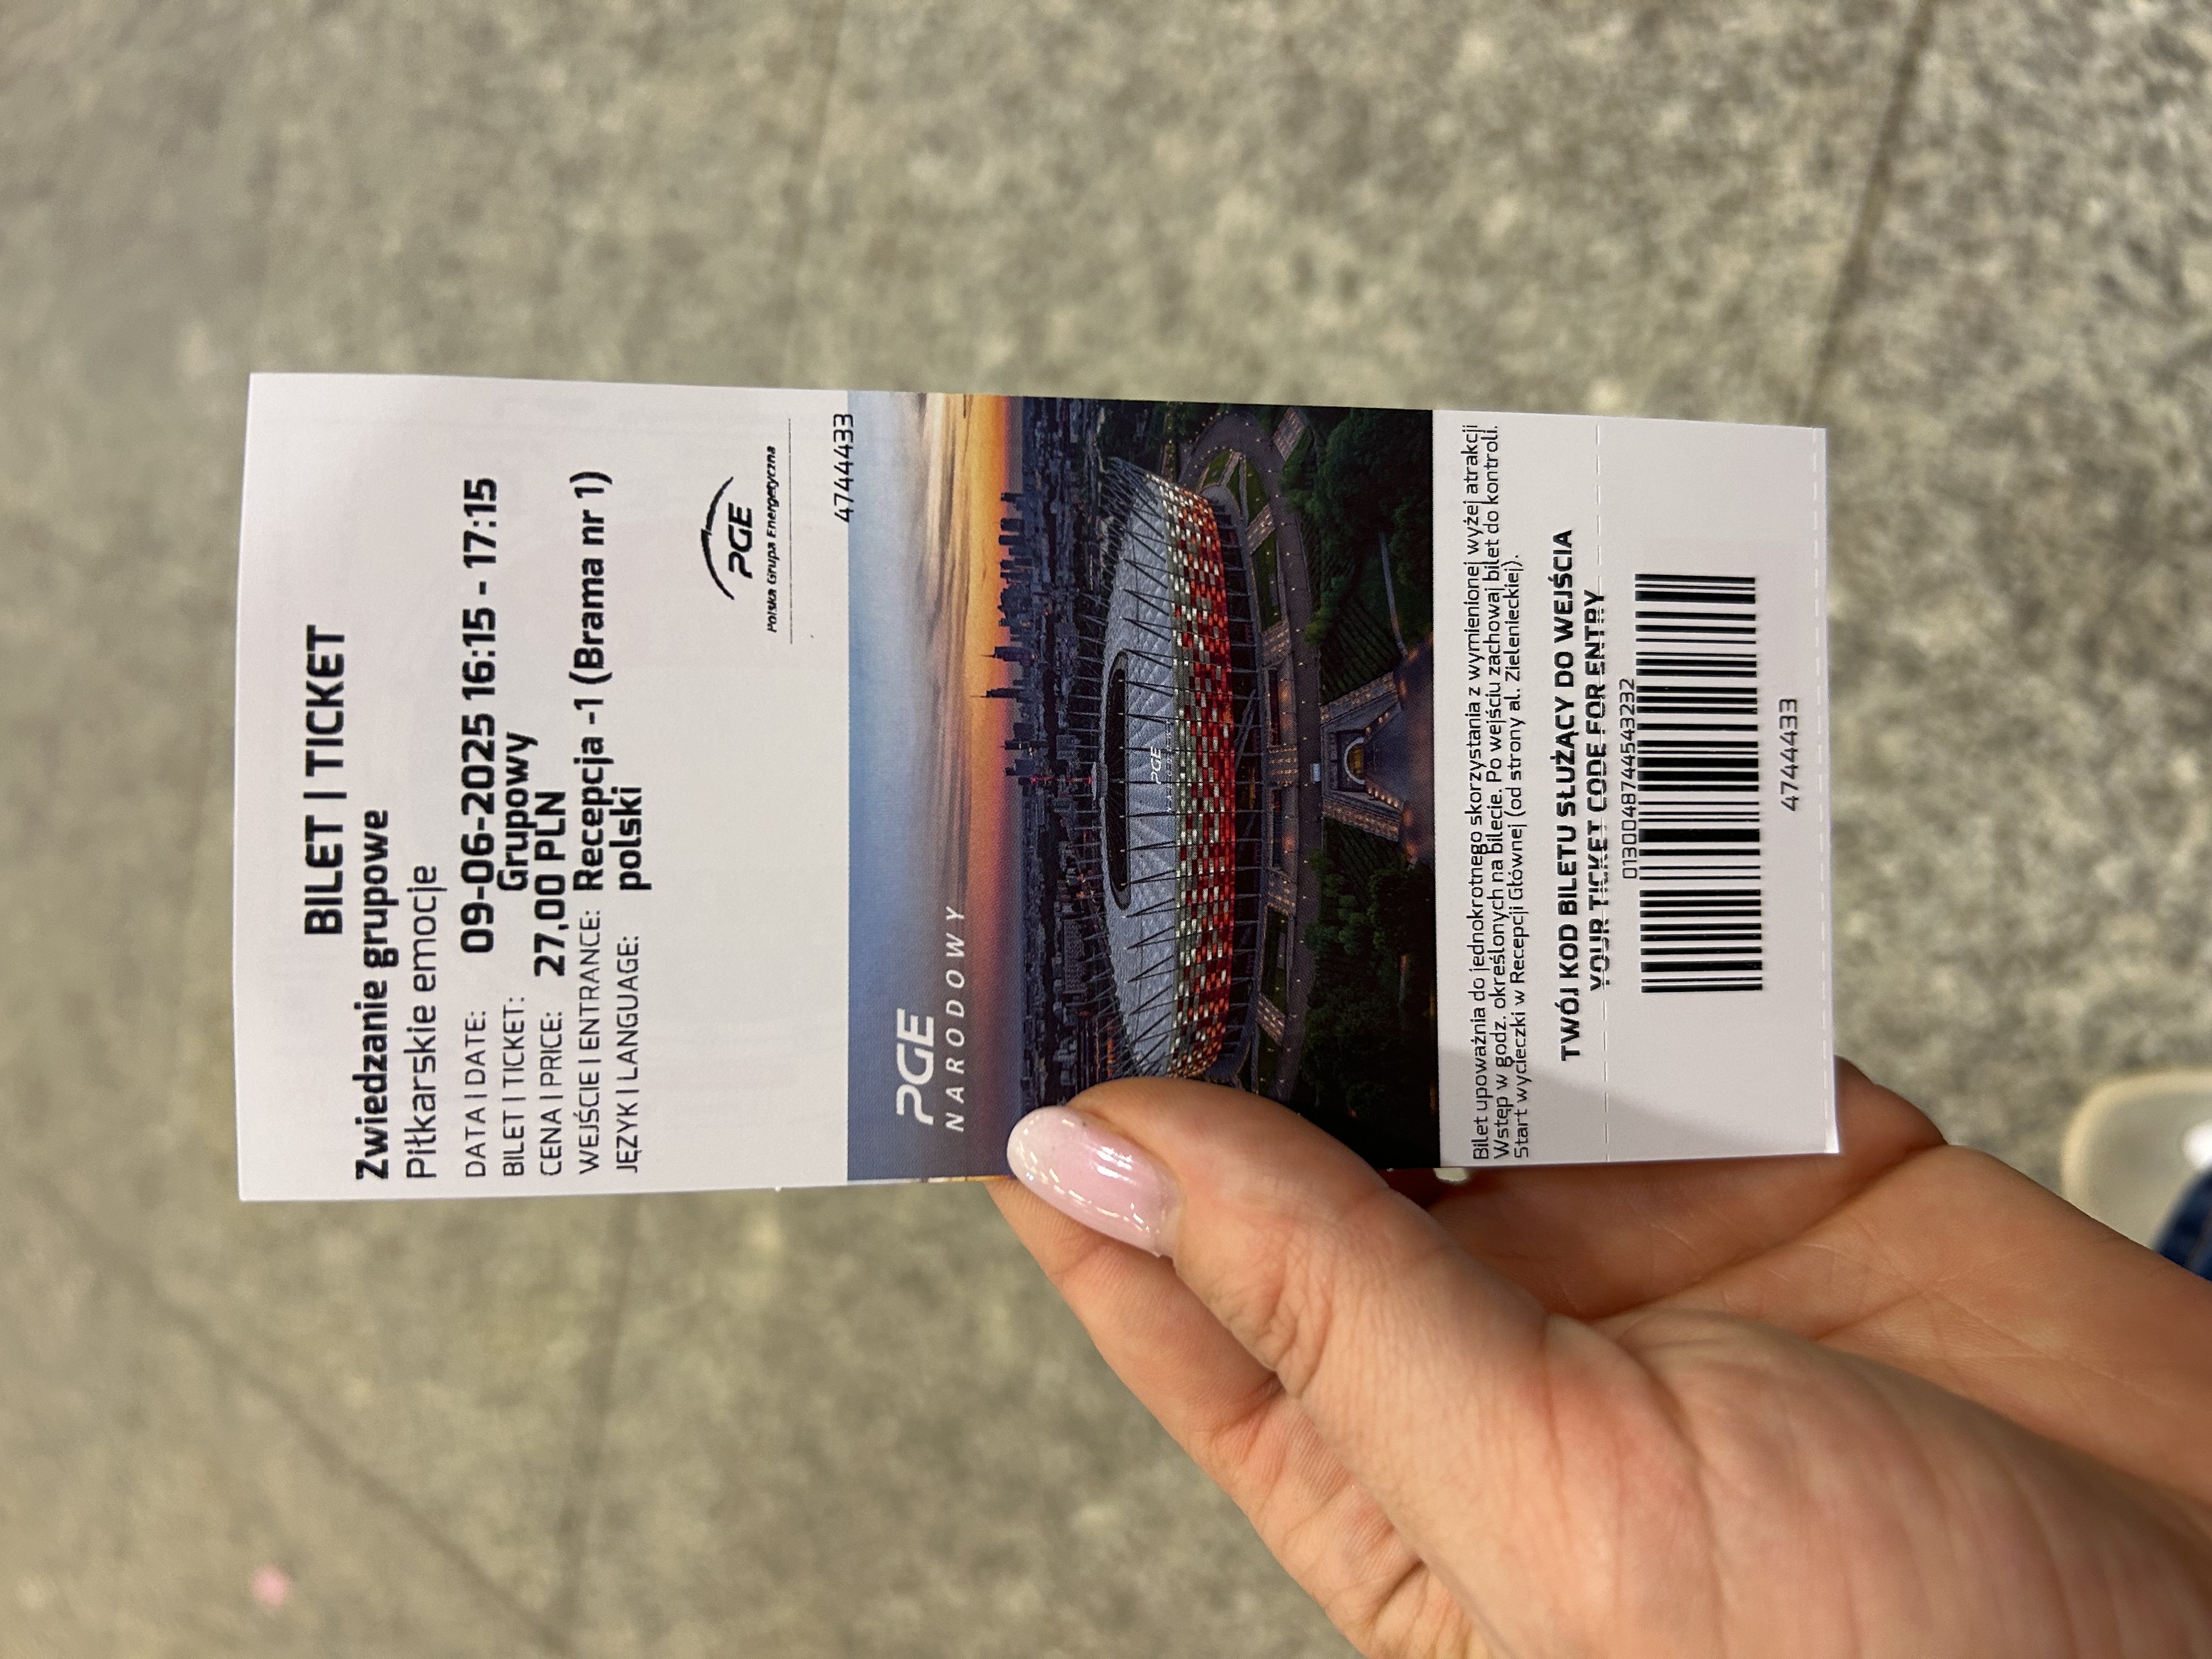 BILET | TICKET
Zwiedzanie grupowe
Piłkarskie emocje
DATA | DATE: 09-06-2025 16:15 - 17:15
BILET | TICKET: Grupowy
CENA | PRICE: 27,00 PLN
WEJŚCIE | ENTRANCE: Recepcja -1 (Brama nr 1)
JĘZYK | LANGUAGE: polski
PGE
Polska Grupa Energetyczna
4744433
PGE
NARODOWY
PGE
Bilet upoważnia do jednokrotnego skorzystania z wymienionej wyżej atrakcji
Wstęp w godz. określonych na bilecie. Po wejściu zachowaj bilet do kontroli.
Start wycieczki w Recepcji Głównej (od strony al. Zielenieckiej).
TWÓJ KOD BILETU SŁUŻĄCY DO WEJŚCIA
YOUR TICKET CODE FOR ENTRY
0130048744543232
4744433